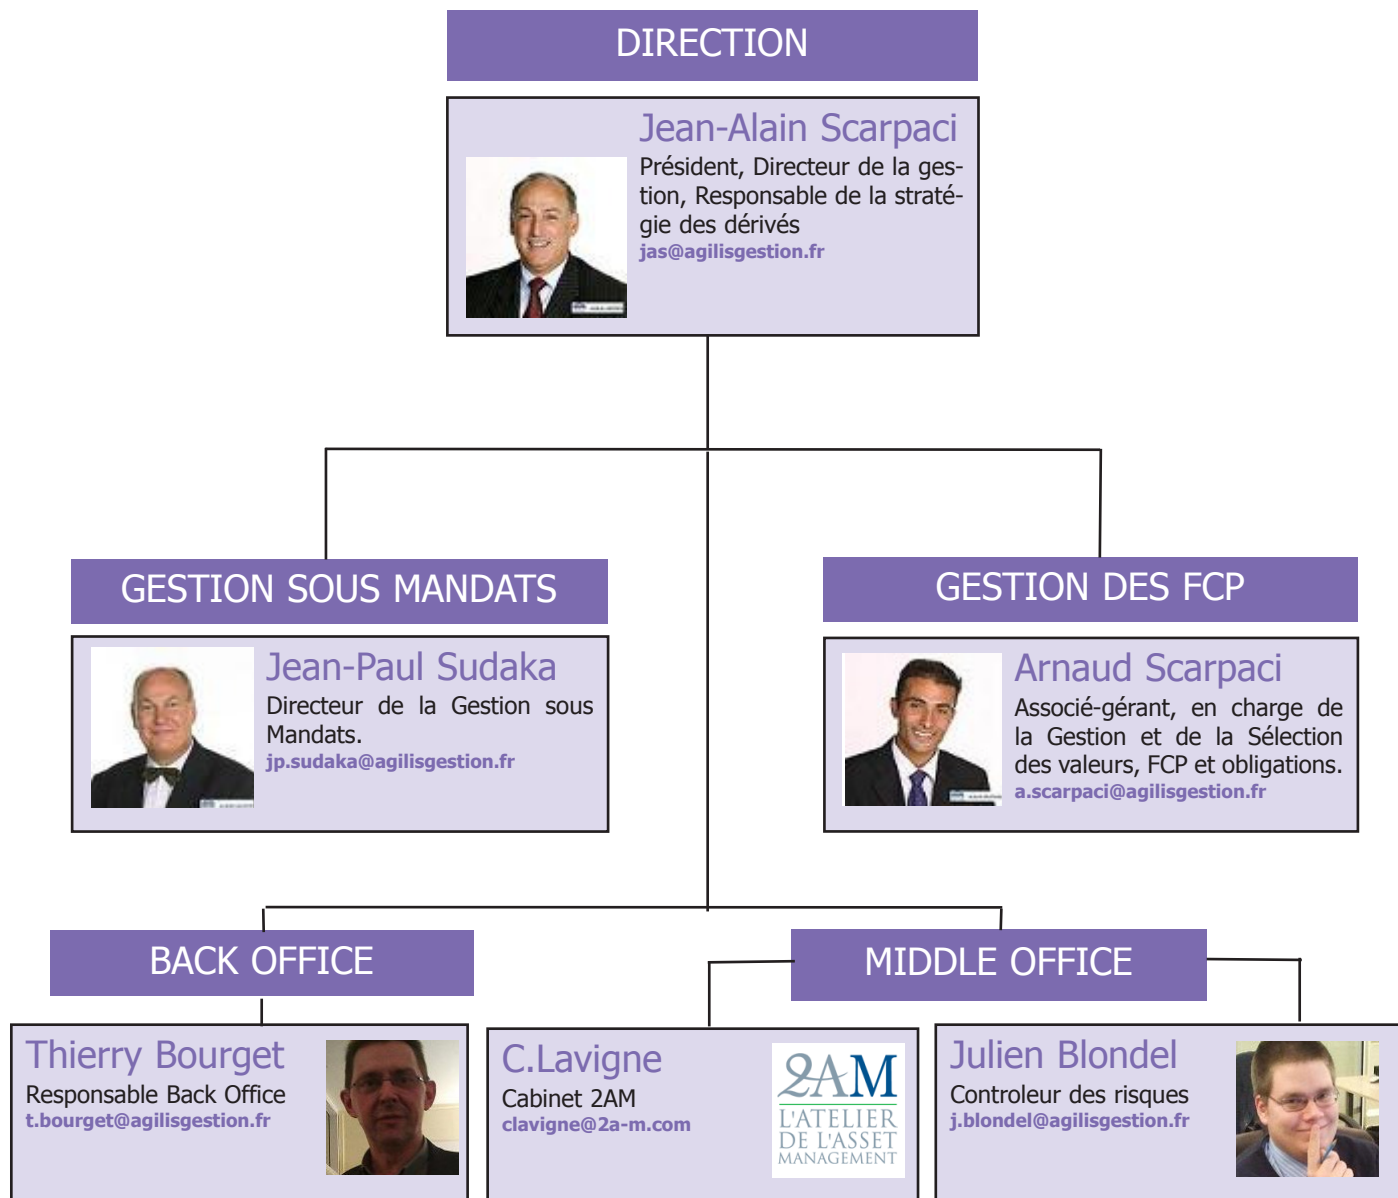 DIRECTION
Jean-Alain Scarpaci
Président, Directeur de la ges-
tion, Responsable de la straté-
gie des dérivés
jas@agilisgestion.fr
GESTION SOUS MANDATS
Jean-Paul Sudaka
Directeur de la Gestion sous
Mandats.
jp.sudaka@agilisgestion.fr
GESTION DES FCP
Arnaud Scarpaci
Associé-gérant, en charge de
la Gestion et de la Sélection
des valeurs, FCP et obligations.
a.scarpaci@agilisgestion.fr
BACK OFFICE
Thierry Bourget
Responsable Back Office
t.bourget@agilisgestion.fr
MIDDLE OFFICE
C.Lavigne
Cabinet 2AM
clavigne@2a-m.com
2AM
L'ATELIER
DE L'ASSET
MANAGEMENT
Julien Blondel
Controleur des risques
j.blondel@agilisgestion.fr